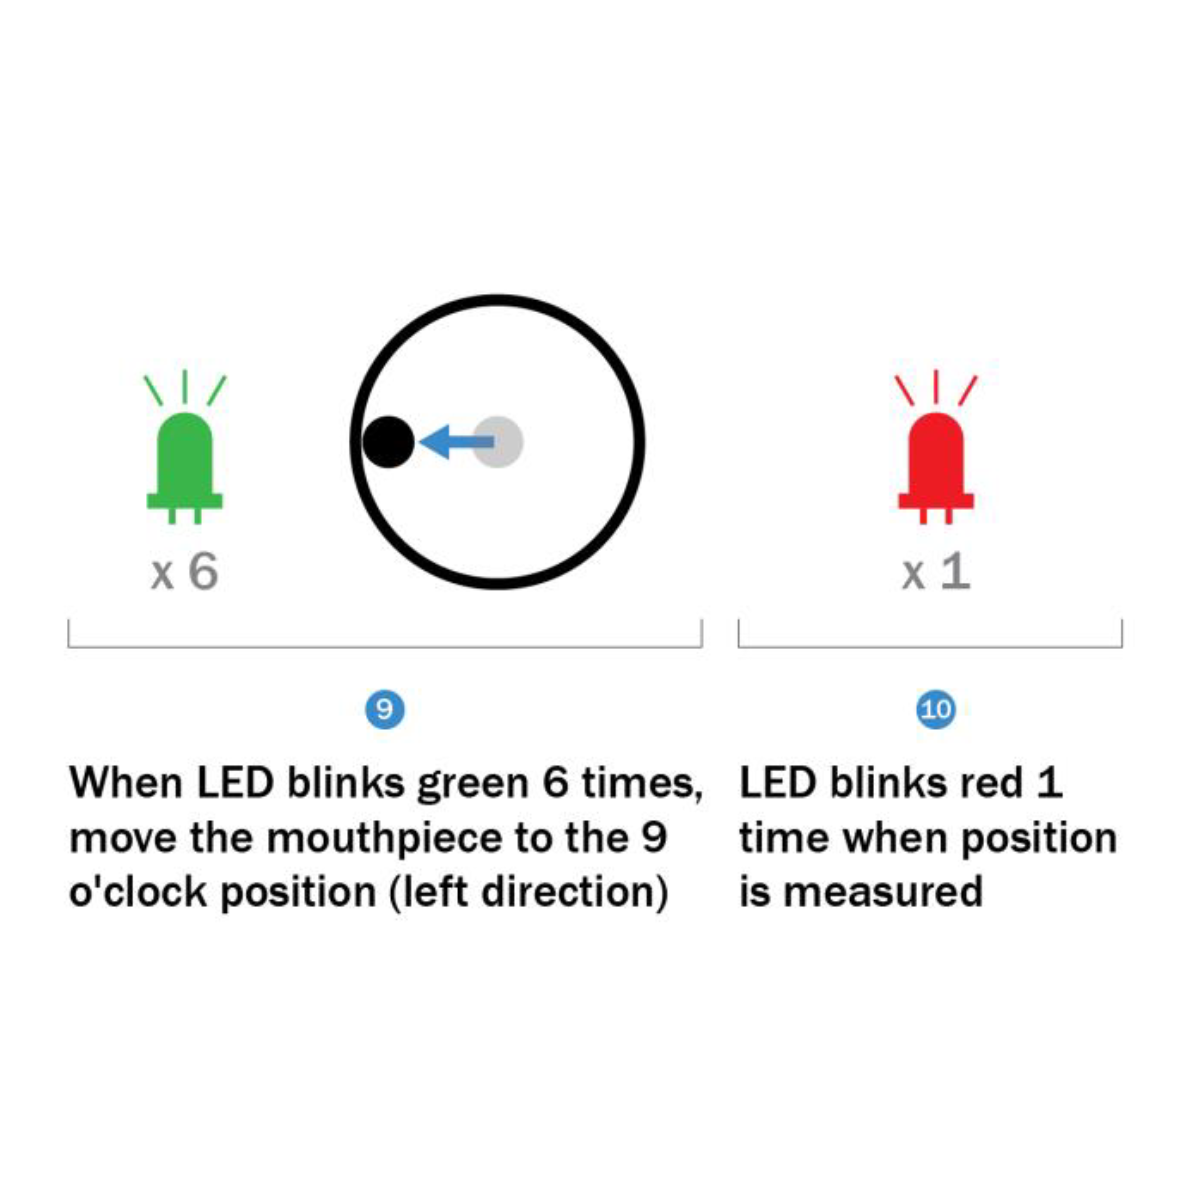 x 6
x 1
9
When LED blinks green 6 times,
move the mouthpiece to the 9
o'clock position (left direction)
10
LED blinks red 1
time when position
is measured